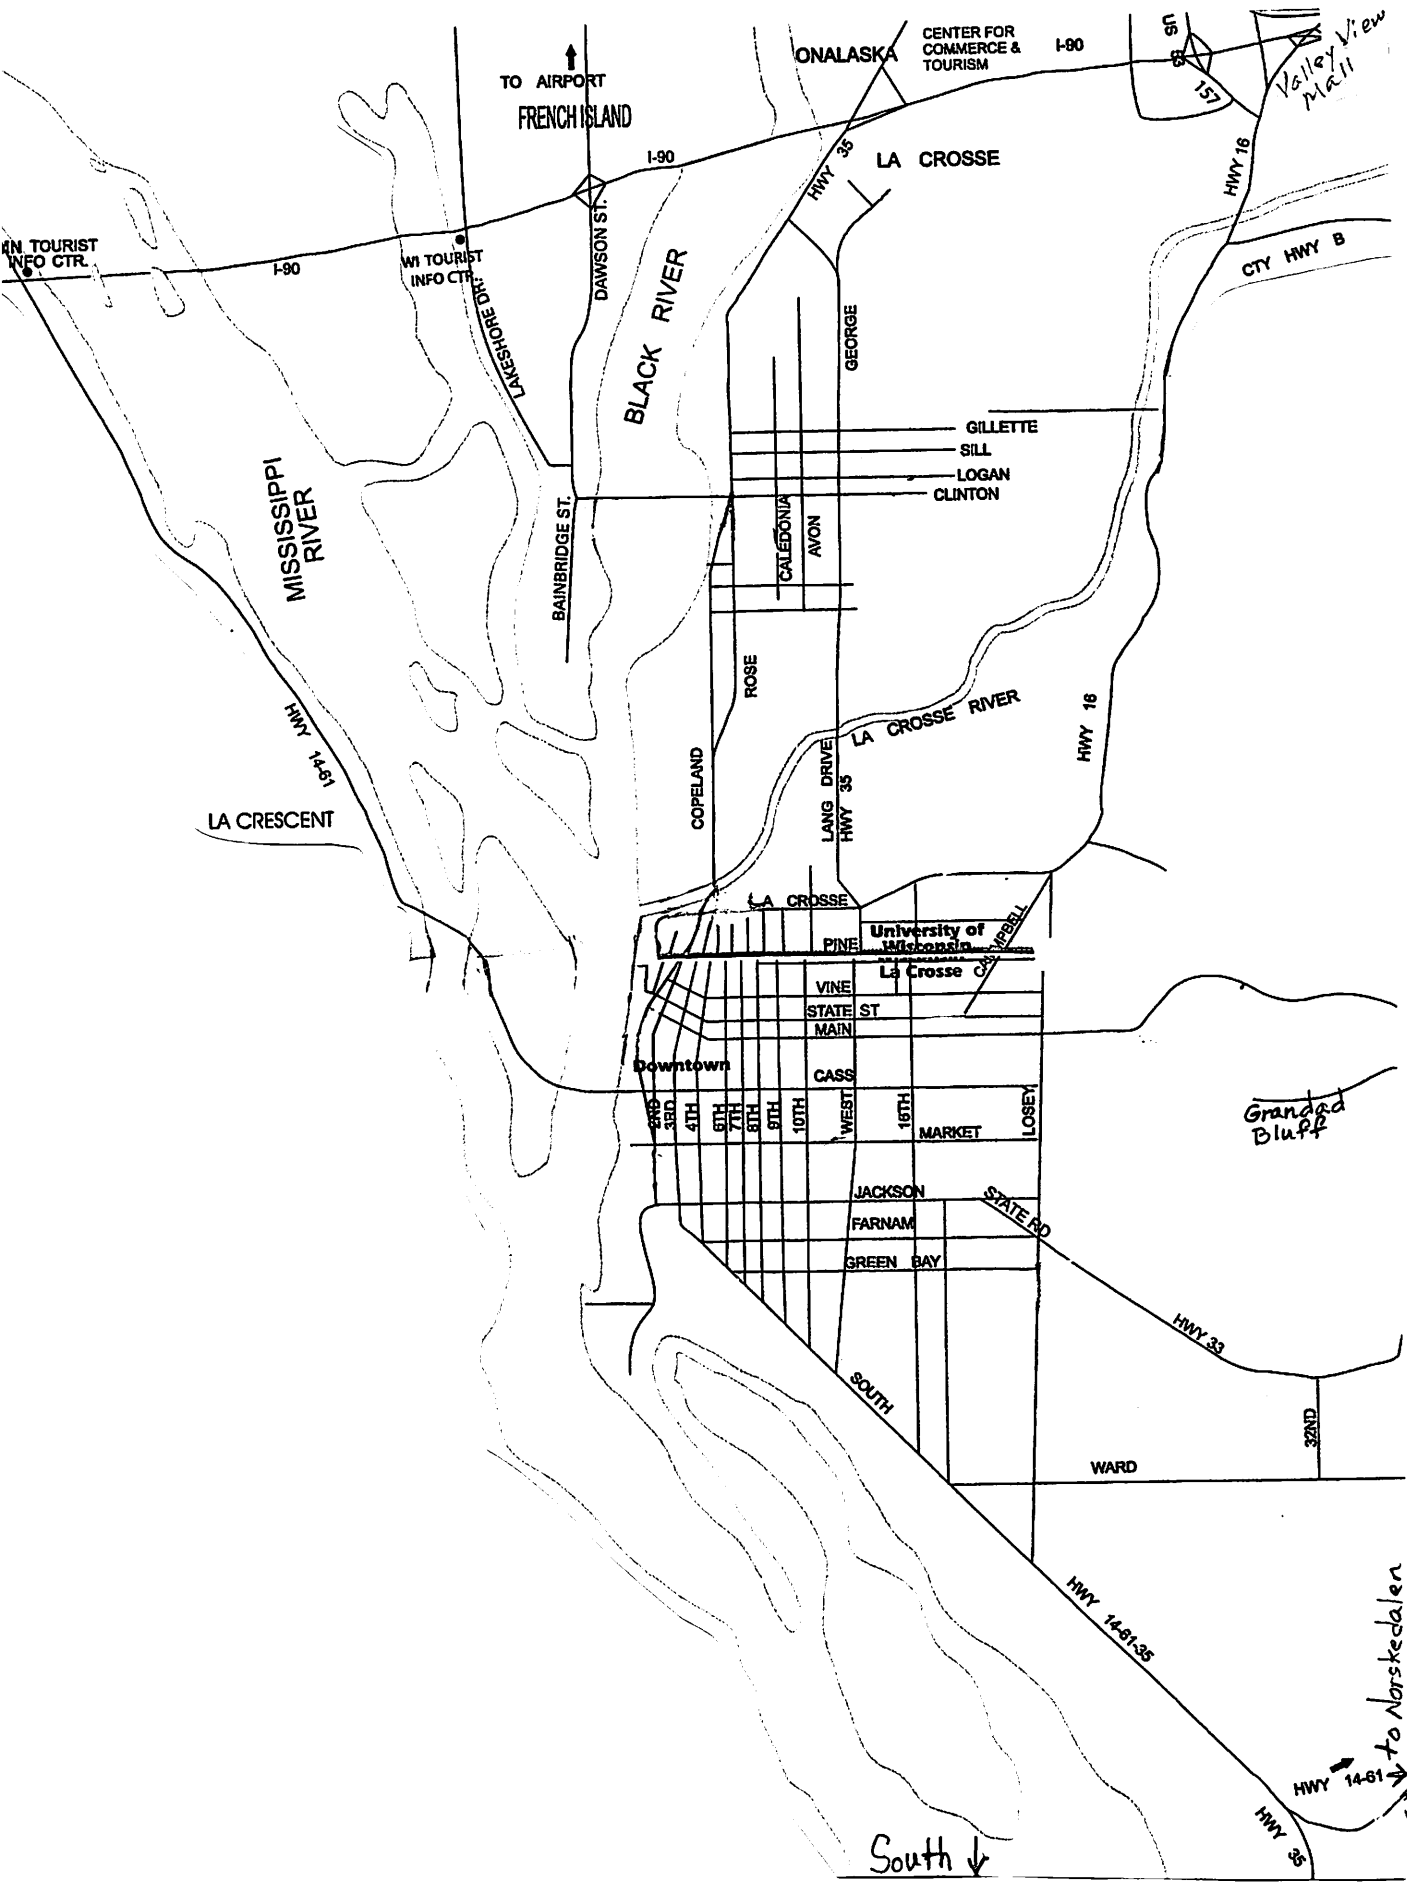 ONALASKA
CENTER FOR
COMMERCE &
TOURISM
I-90
US
53
157
Valley View
Mall
TO AIRPORT
FRENCH ISLAND
I-90
HWY 35
LA CROSSE
HWY 16
IN TOURIST
INFO CTR.
I-90
WI TOURIST
INFO CTR.
LAKESHORE DR.
DAWSON ST.
BLACK RIVER
GEORGE
CTY HWY B
GILLETTE
SILL
LOGAN
CLINTON
MISSISSIPPI
RIVER
BAINBRIDGE ST.
CALEDONIA
AVON
ROSE
HWY 14-61
COPELAND
LANG DRIVE
HWY 35
LA CROSSE RIVER
HWY 16
LA CRESCENT
LA CROSSE
PINE
University of
Wisconsin
La Crosse
CAMPBELL
VINE
STATE ST
MAIN
Downtown
CASS
2ND
3RD
4TH
6TH
7TH
8TH
9TH
10TH
WEST
16TH
LOSEY
MARKET
Grandad
Bluff
JACKSON
STATE RD
FARNAM
GREEN BAY
HWY 33
SOUTH
32ND
WARD
HWY 14-61-35
to Norskedalen
HWY 14-61
HWY 35
South